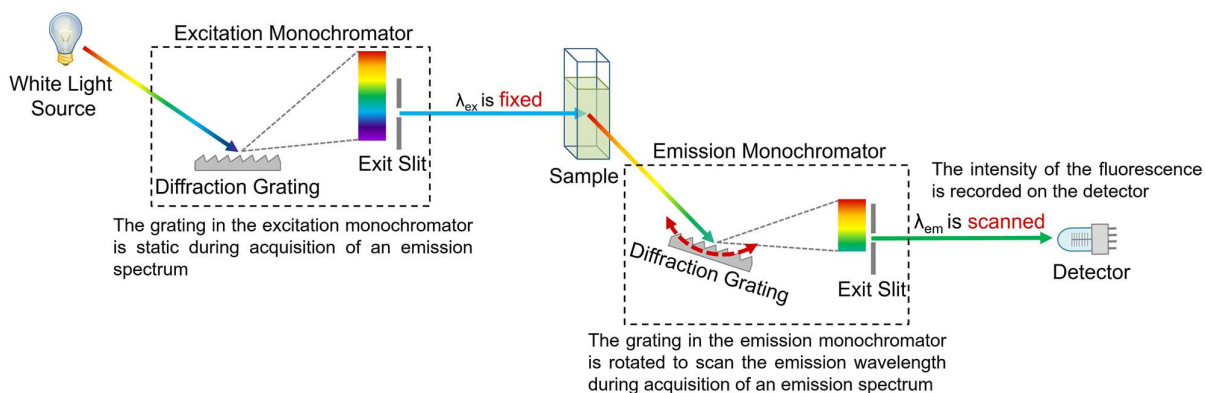 White Light
Source
Excitation Monochromator
Exit Slit
Diffraction Grating
The grating in the excitation monochromator
is static during acquisition of an emission
spectrum
λex is fixed
Sample
Emission Monochromator
Diffraction Grating
Exit Slit
The grating in the emission monochromator
is rotated to scan the emission wavelength
during acquisition of an emission spectrum
The intensity of the fluorescence
is recorded on the detector
λem is scanned
Detector